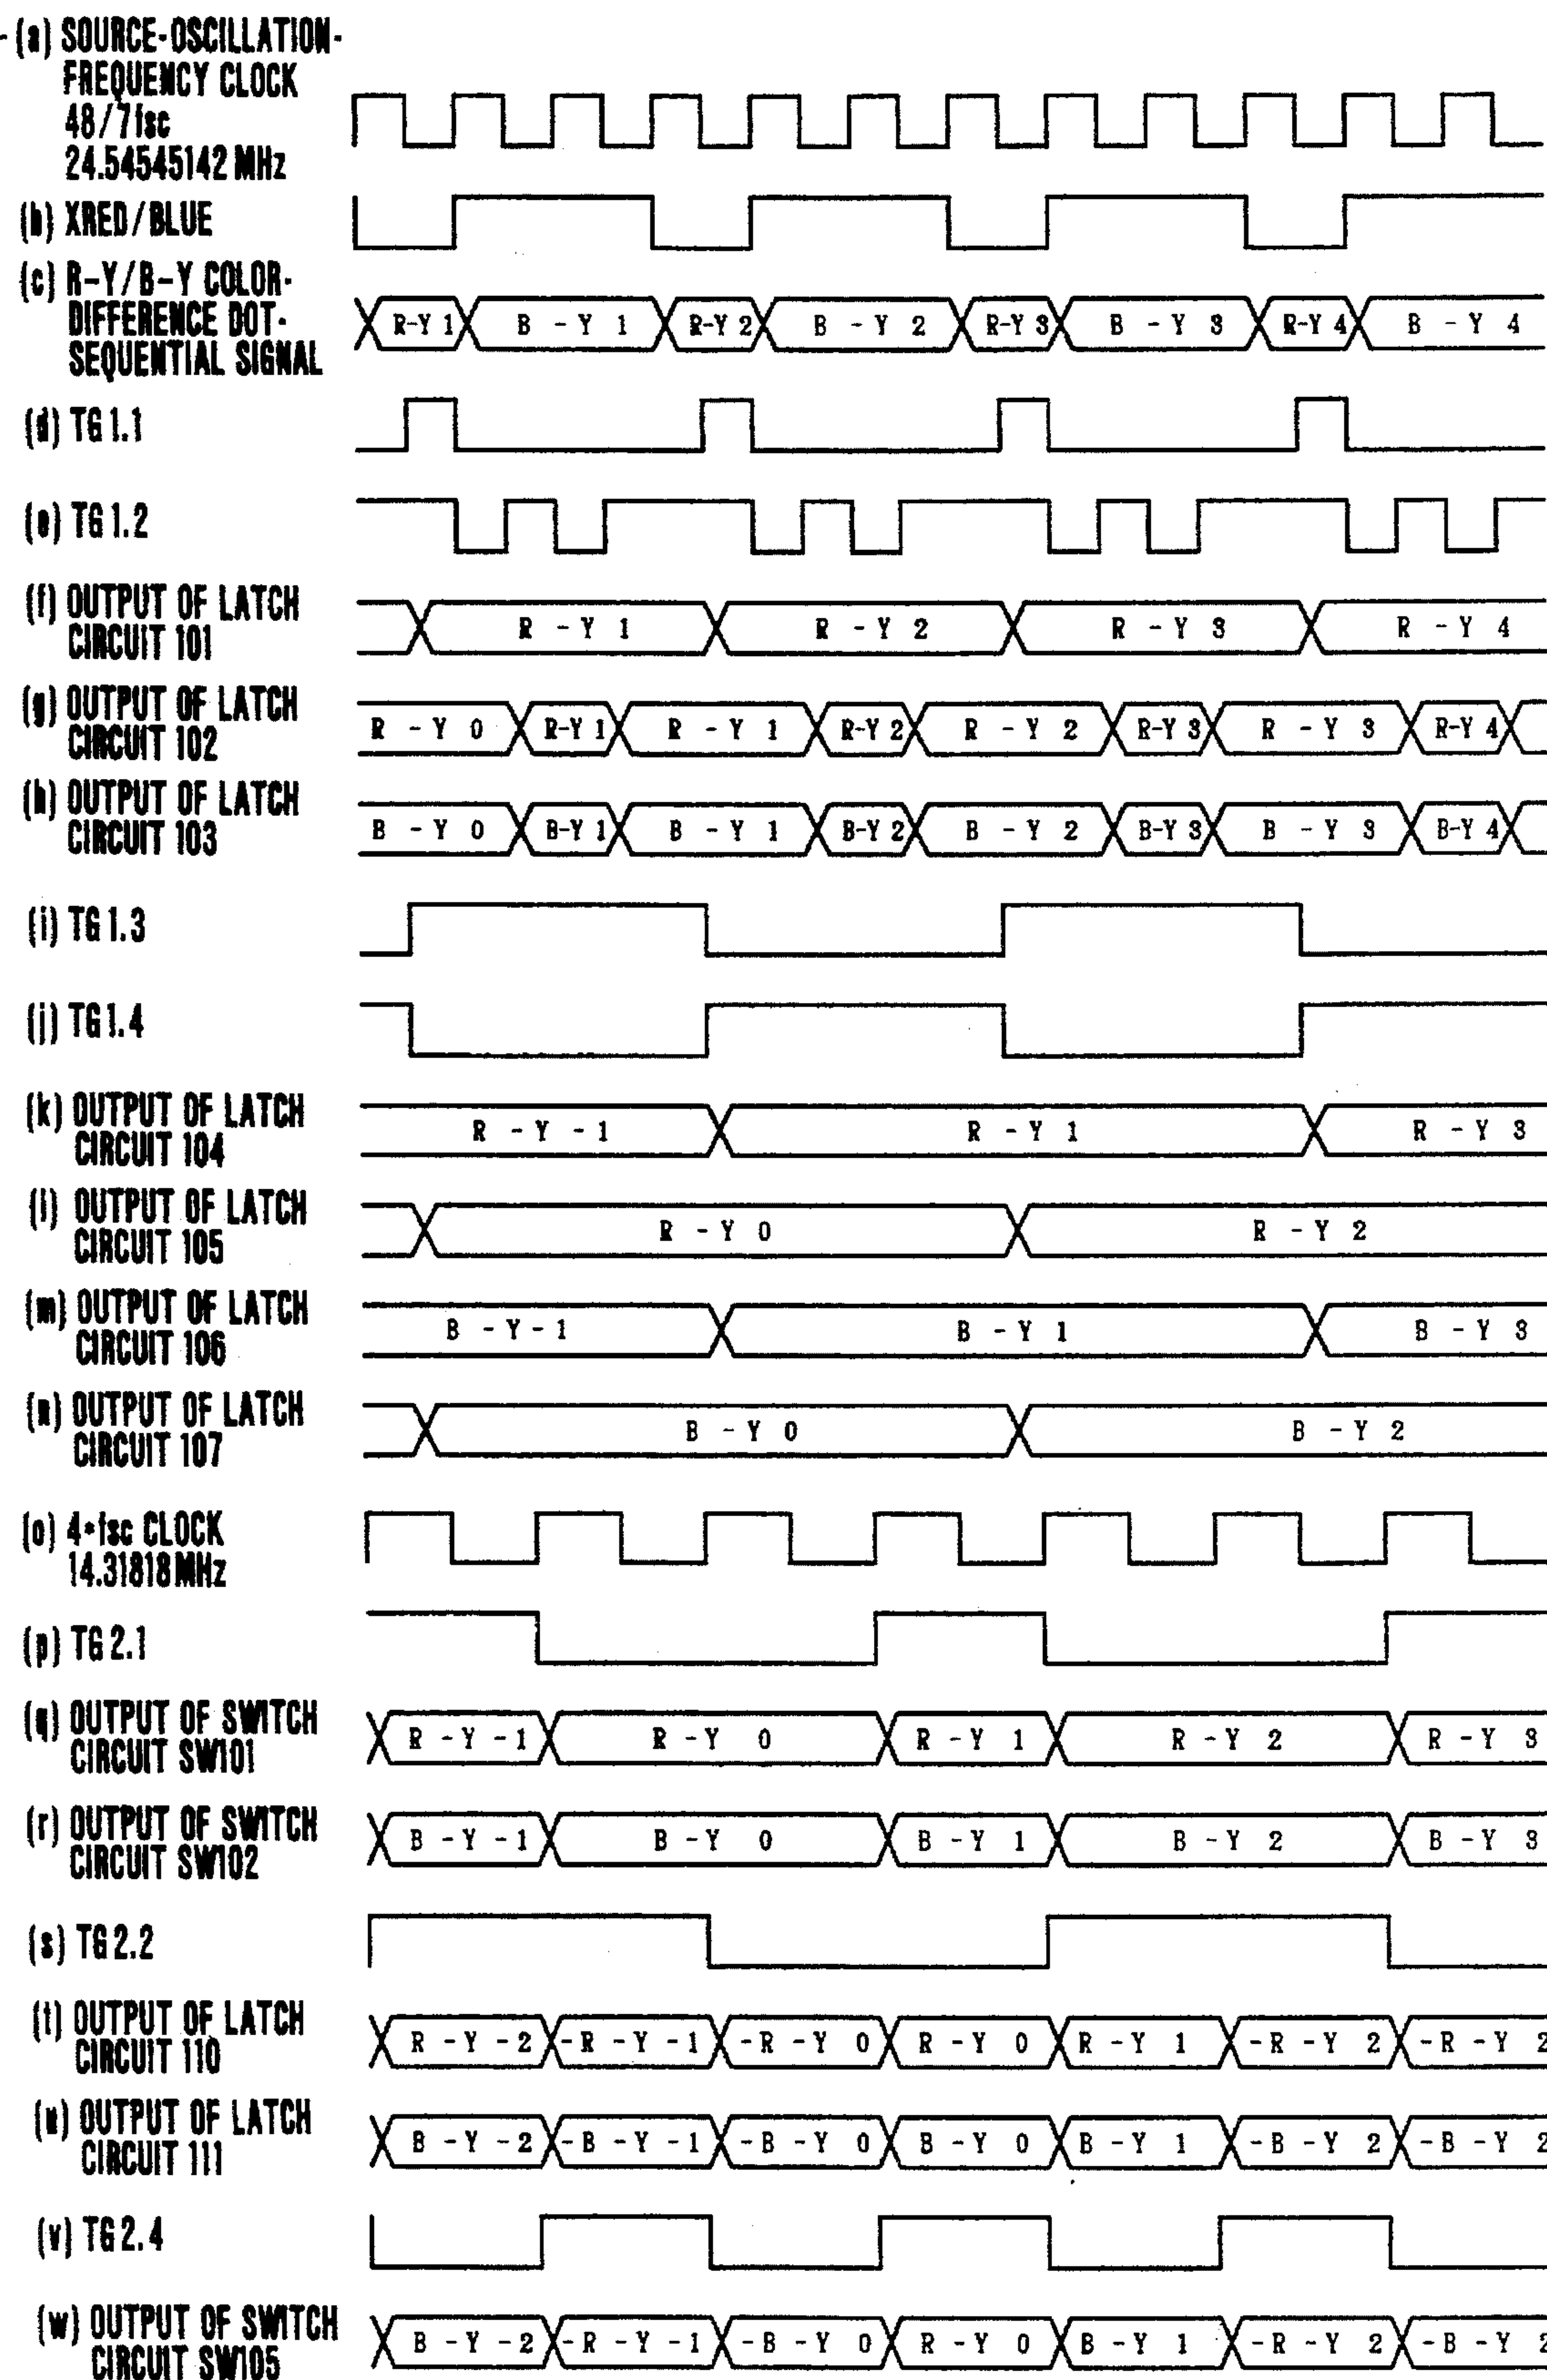 (a) SOURCE-OSCILLATION-
FREQUENCY CLOCK
48/7fsc
24.54545142 MHz
(b) XRED/BLUE
(c) R-Y/B-Y COLOR-
DIFFERENCE DOT-
SEQUENTIAL SIGNAL
R-Y 1 B - Y 1 R-Y 2 B - Y 2 R-Y 3 B - Y 3 R-Y 4 B - Y 4
(d) TG 1.1
(e) TG 1.2
(f) OUTPUT OF LATCH
CIRCUIT 101
R - Y 1 R - Y 2 R - Y 3 R - Y 4
(g) OUTPUT OF LATCH
CIRCUIT 102
R - Y 0 R-Y 1 R - Y 1 R-Y 2 R - Y 2 R-Y 3 R - Y 3 R-Y 4
(h) OUTPUT OF LATCH
CIRCUIT 103
B - Y 0 B-Y 1 B - Y 1 B-Y 2 B - Y 2 B-Y 3 B - Y 3 B-Y 4
(i) TG 1.3
(j) TG 1.4
(k) OUTPUT OF LATCH
CIRCUIT 104
R - Y - 1 R - Y 1 R - Y 3
(l) OUTPUT OF LATCH
CIRCUIT 105
R - Y 0 R - Y 2
(m) OUTPUT OF LATCH
CIRCUIT 106
B - Y - 1 B - Y 1 B - Y 3
(n) OUTPUT OF LATCH
CIRCUIT 107
B - Y 0 B - Y 2
(o) 4*fsc CLOCK
14.31818 MHz
(p) TG 2.1
(q) OUTPUT OF SWITCH
CIRCUIT SW101
R - Y - 1 R - Y 0 R - Y 1 R - Y 2 R - Y 3
(r) OUTPUT OF SWITCH
CIRCUIT SW102
B - Y - 1 B - Y 0 B - Y 1 B - Y 2 B - Y 3
(s) TG 2.2
(t) OUTPUT OF LATCH
CIRCUIT 110
R - Y - 2 -R - Y - 1 -R - Y 0 R - Y 0 R - Y 1 -R - Y 2 -R - Y 2
(u) OUTPUT OF LATCH
CIRCUIT 111
B - Y - 2 -B - Y - 1 -B - Y 0 B - Y 0 B - Y 1 -B - Y 2 -B - Y 2
(v) TG 2.4
(w) OUTPUT OF SWITCH
CIRCUIT SW105
B - Y - 2 -R - Y - 1 -B - Y 0 R - Y 0 B - Y 1 -R - Y 2 -B - Y 2